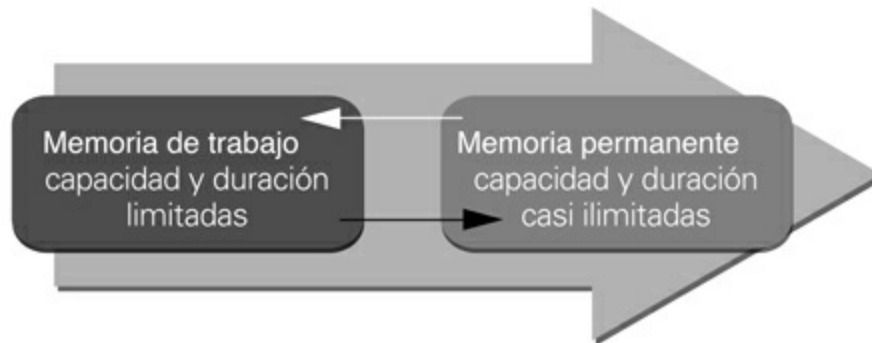 Memoria de trabajo
capacidad y duración
limitadas
Memoria permanente
capacidad y duración
casi ilimitadas